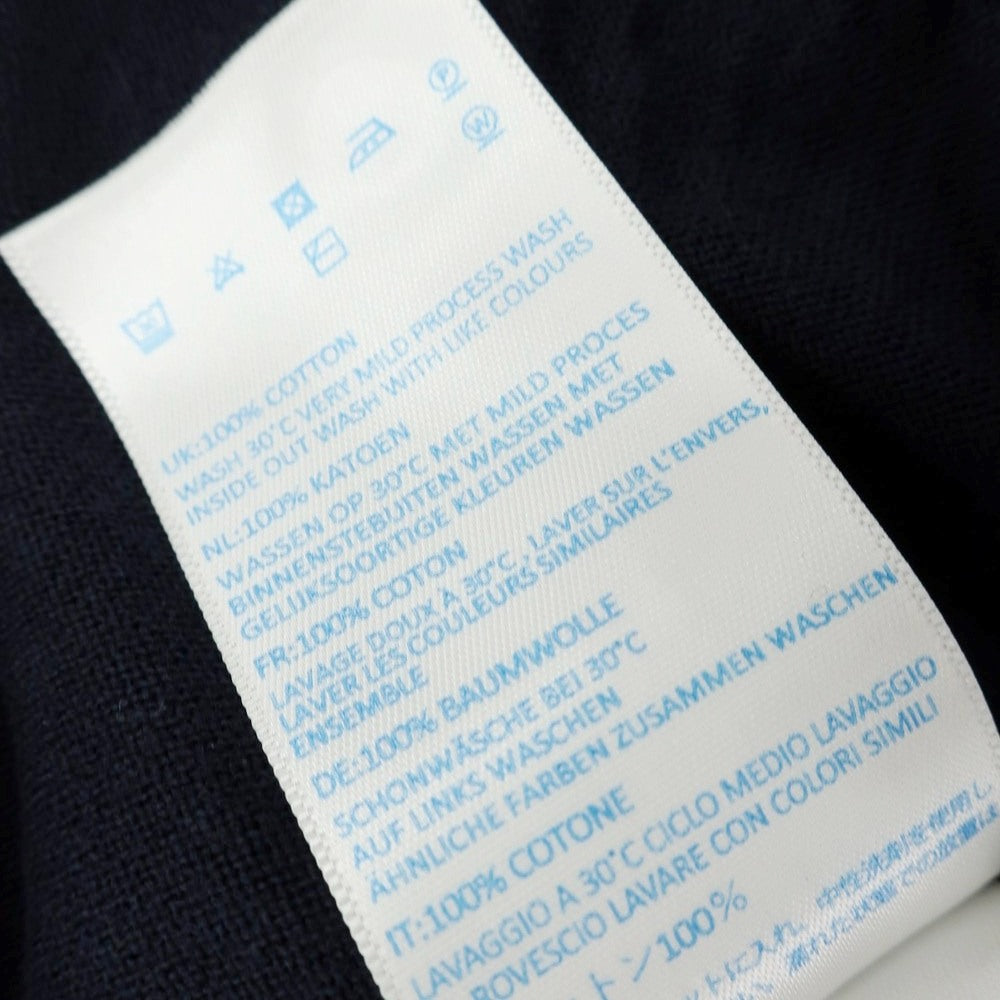 P
W
UK:100% COTTON
WASH 30°C VERY MILD PROCESS WASH
INSIDE OUT WASH WITH LIKE COLOURS
NL:100% KATOEN
WASSEN OP 30°C MET MILD PROCES
BINNENSTEBUITEN WASSEN MET
GELIJKSOORTIGE KLEUREN WASSEN
FR:100% COTON
LAVAGE DOUX A 30°C, LAVER SUR L'ENVERS,
LAVER LES COULEURS SIMILAIRES
ENSEMBLE
DE:100% BAUMWOLLE
SCHONWÄSCHE BEI 30°C
AUF LINKS WASCHEN
ÄHNLICHE FARBEN ZUSAMMEN WASCHEN
IT:100% COTONE
LAVAGGIO A 30°C CICLO MEDIO LAVAGGIO
ROVESCIO LAVARE CON COLORI SIMILI
トン100%